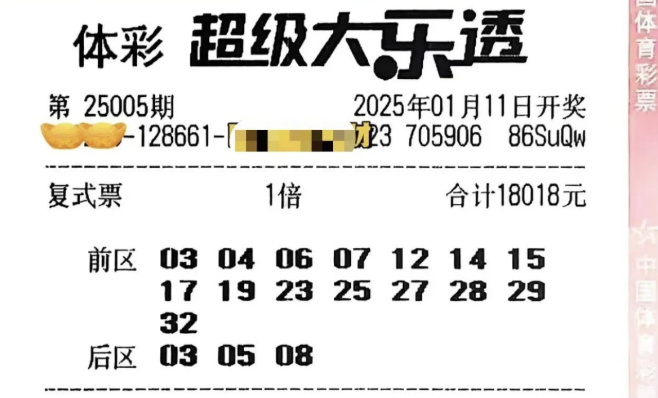 体彩 超级大乐透
第 25005期 2025年01月11日开奖
-128661- 23 705906 86SuQw
复式票 1倍 合计18018元
前区 03 04 06 07 12 14 15
17 19 23 25 27 28 29
32
后区 03 05 08
国体育彩票
中国体育彩